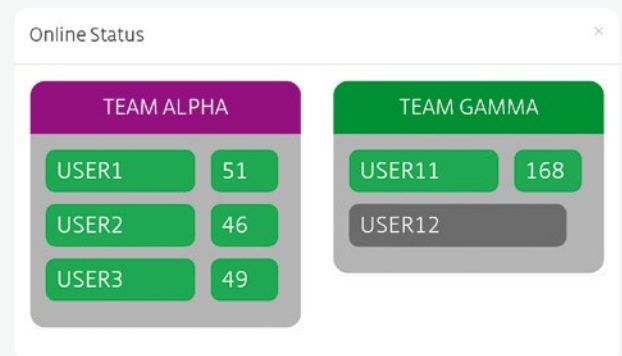 Online Status ×
TEAM ALPHA
USER1 51
USER2 46
USER3 49
TEAM GAMMA
USER11 168
USER12